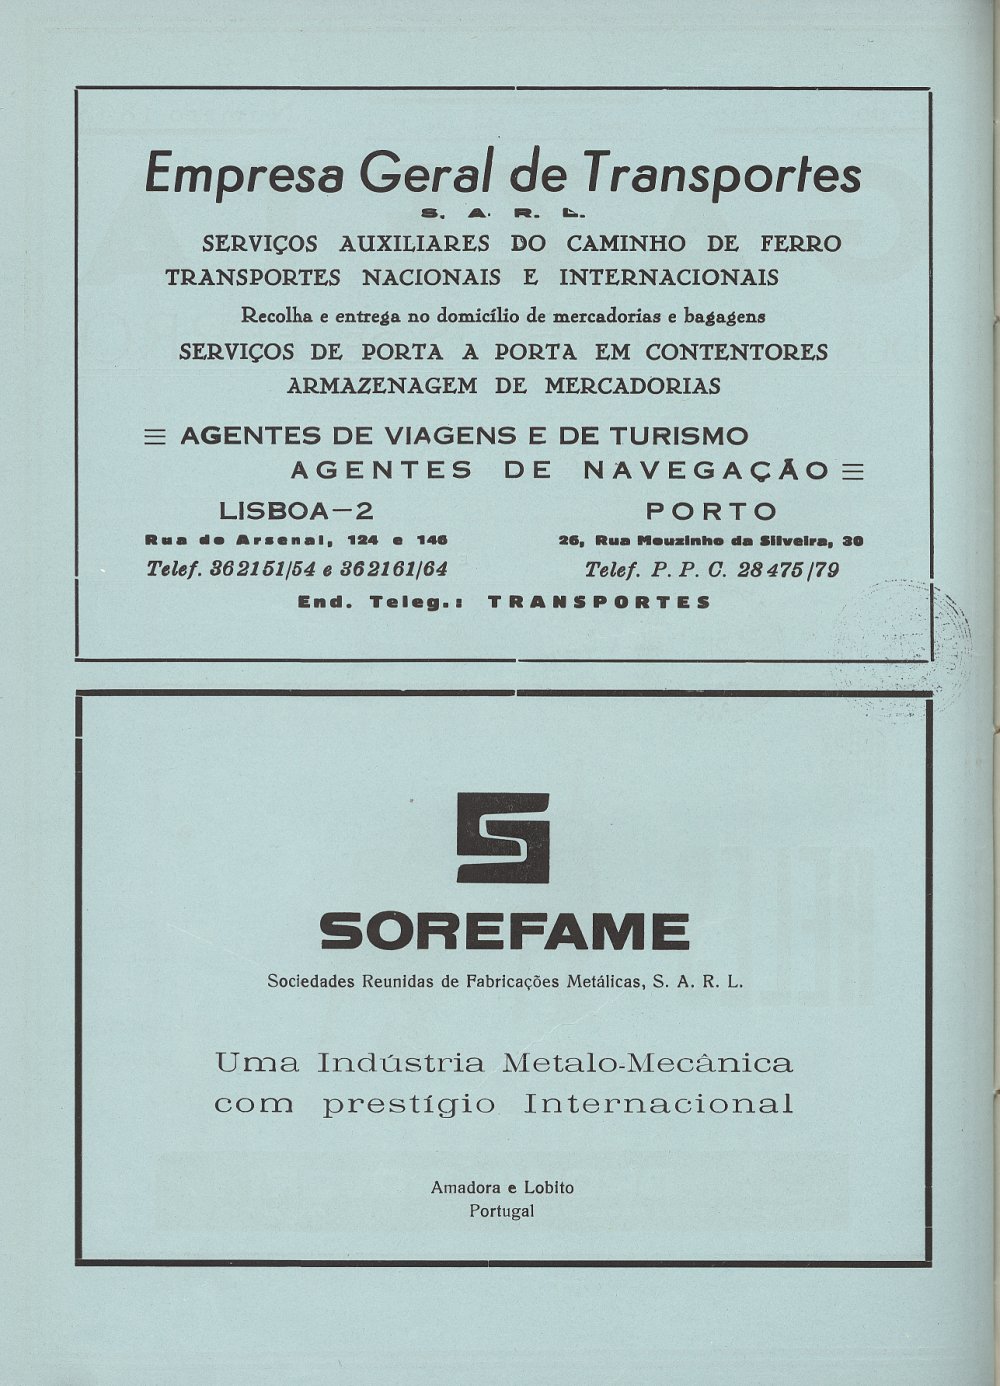 Empresa Geral de Transportes
S. A. R. L.
SERVIÇOS AUXILIARES DO CAMINHO DE FERRO
TRANSPORTES NACIONAIS E INTERNACIONAIS
Recolha e entrega no domicílio de mercadorias e bagagens
SERVIÇOS DE PORTA A PORTA EM CONTENTORES
ARMAZENAGEM DE MERCADORIAS
AGENTES DE VIAGENS E DE TURISMO
AGENTES DE NAVEGAÇÃO
LISBOA—2
Rua do Arsenal, 124 e 146
Telef. 362151/54 e 362161/64
PORTO
26, Rua Mouzinho da Silveira, 30
Telef. P. P. C. 28475/79
End. Teleg.: TRANSPORTES
SOREFAME
Sociedades Reunidas de Fabricações Metálicas, S. A. R. L.
Uma Indústria Metalo-Mecânica
com prestígio Internacional
Amadora e Lobito
Portugal